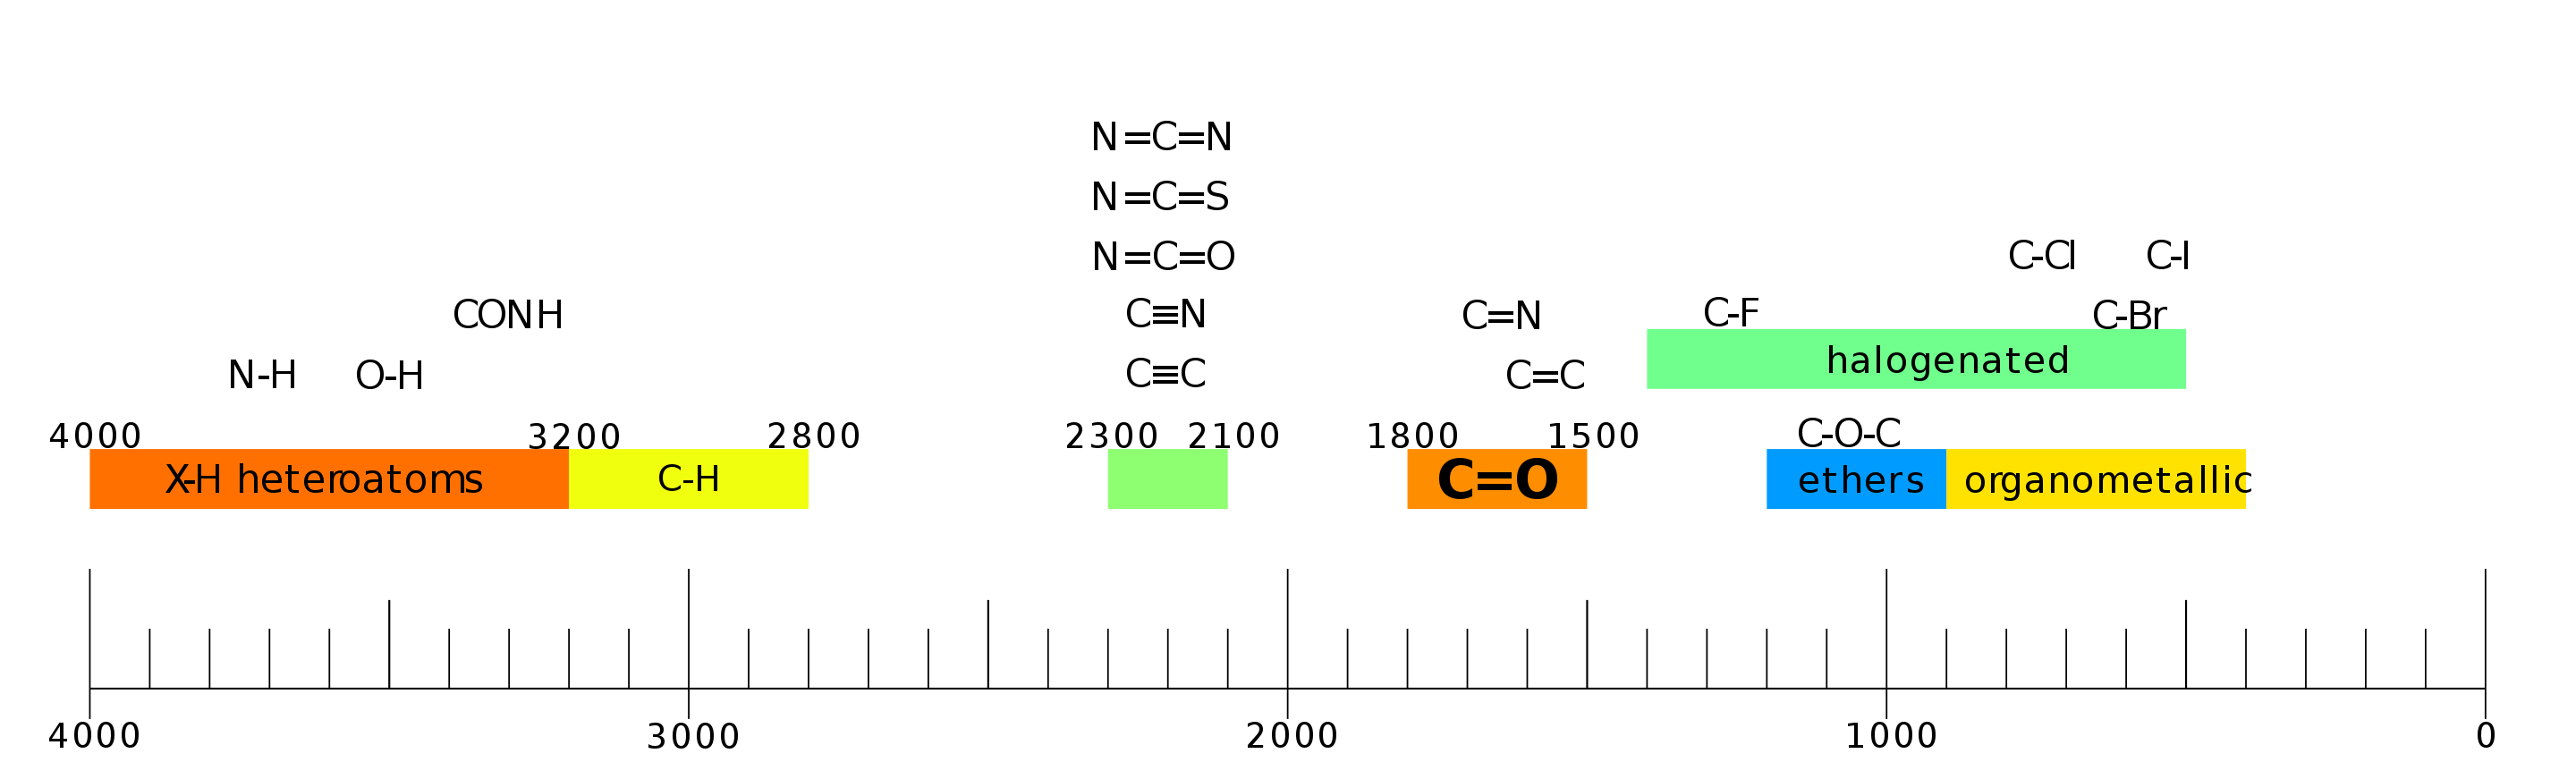 N=C=N
N=C=S
N=C=O
C-Cl C-I
CONH C≡N C=N C-F C-Br
N-H O-H C≡C C=C halogenated
4000 3200 2800 2300 2100 1800 1500 C-O-C
X-H heteroatoms C-H C=O ethers organometallic
4000 3000 2000 1000 0